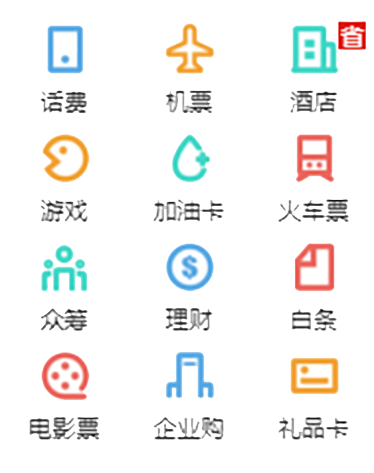 省
话费 机票 酒店
游戏 加油卡 火车票
$
众筹 理财 白条
电影票 企业购 礼品卡